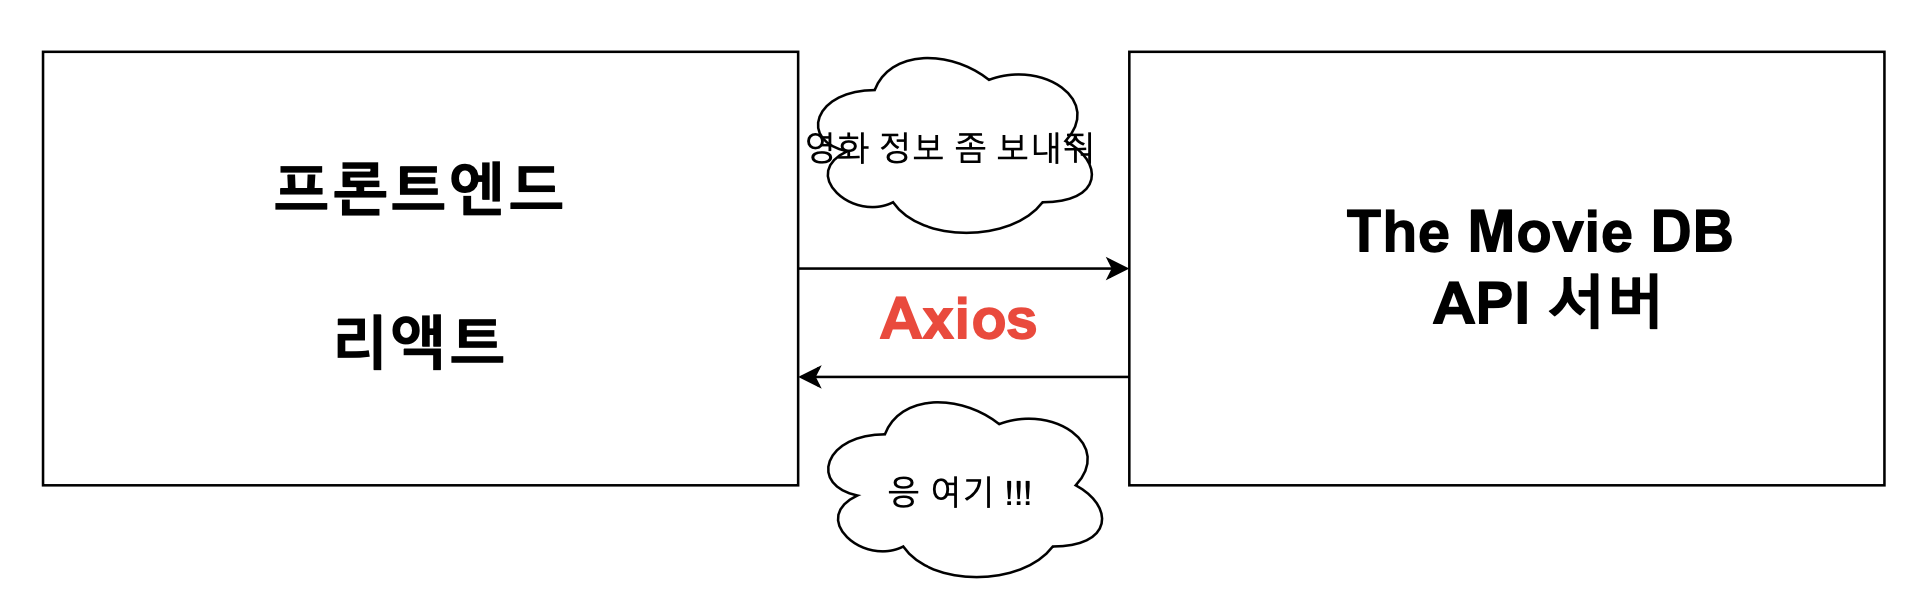 프론트엔드
리액트
영화 정보 좀 보내줘
Axios
응 여기 !!!
The Movie DB
API 서버